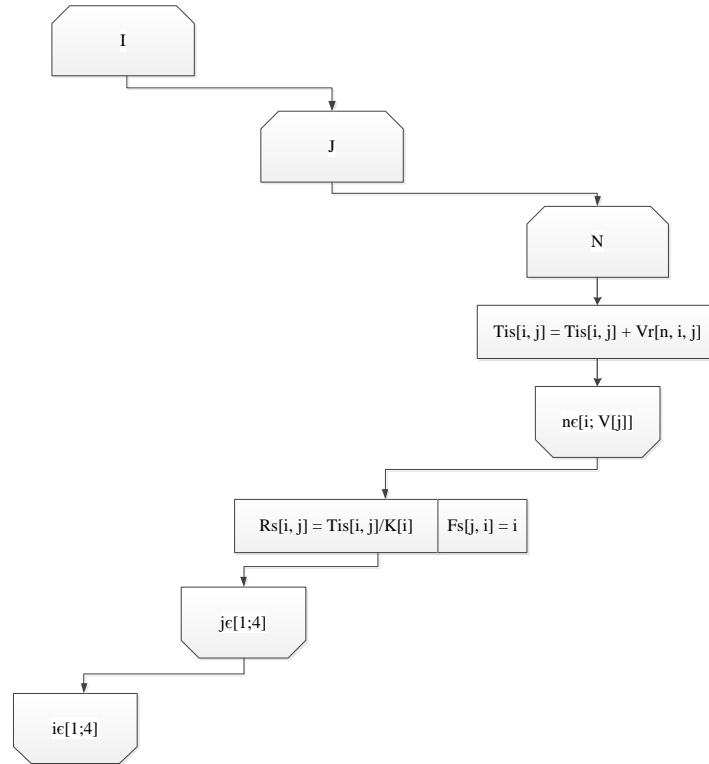 I
J
N
Tis[i, j] = Tis[i, j] + Vr[n, i, j]
nϵ[i; V[j]]
Rs[i, j] = Tis[i, j]/K[i]
Fs[j, i] = i
jϵ[1;4]
iϵ[1;4]